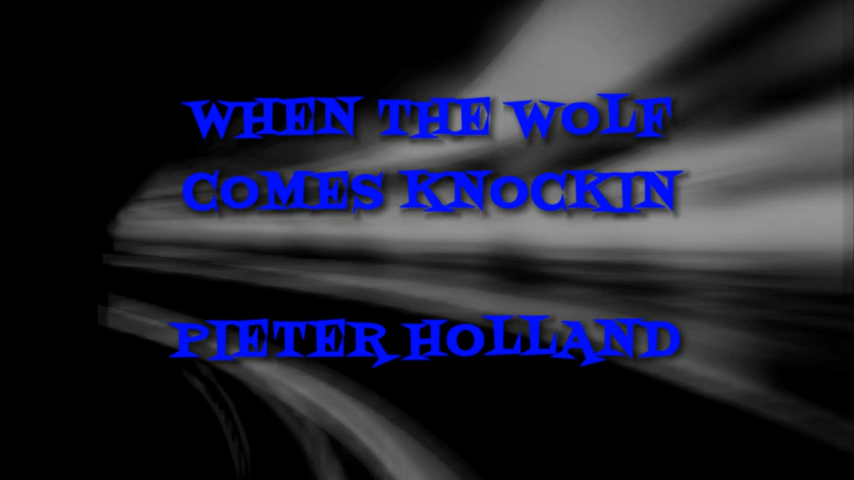 WHEN THE WOLF
COMES KNOCKIN
PIETER HOLLAND